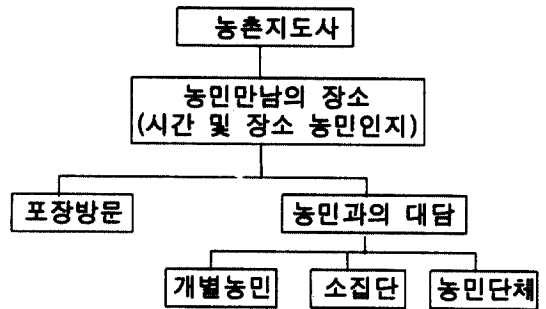 농촌지도사
농민만남의 장소
(시간 및 장소 농민인지)
포장방문
농민과의 대담
개별농민
소집단
농민단체